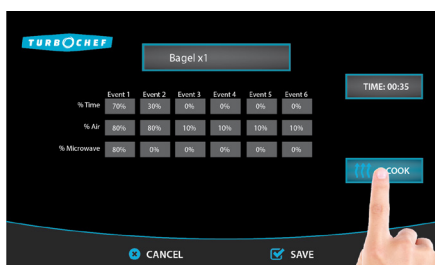 TURBOCHEF
Bagel x1
TIME: 00:35
Event 1 Event 2 Event 3 Event 4 Event 5 Event 6
% Time 70% 30% 0% 0% 0% 0%
% Air 80% 80% 10% 10% 10% 10%
% Microwave 80% 0% 0% 0% 0% 0%
COOK
CANCEL SAVE